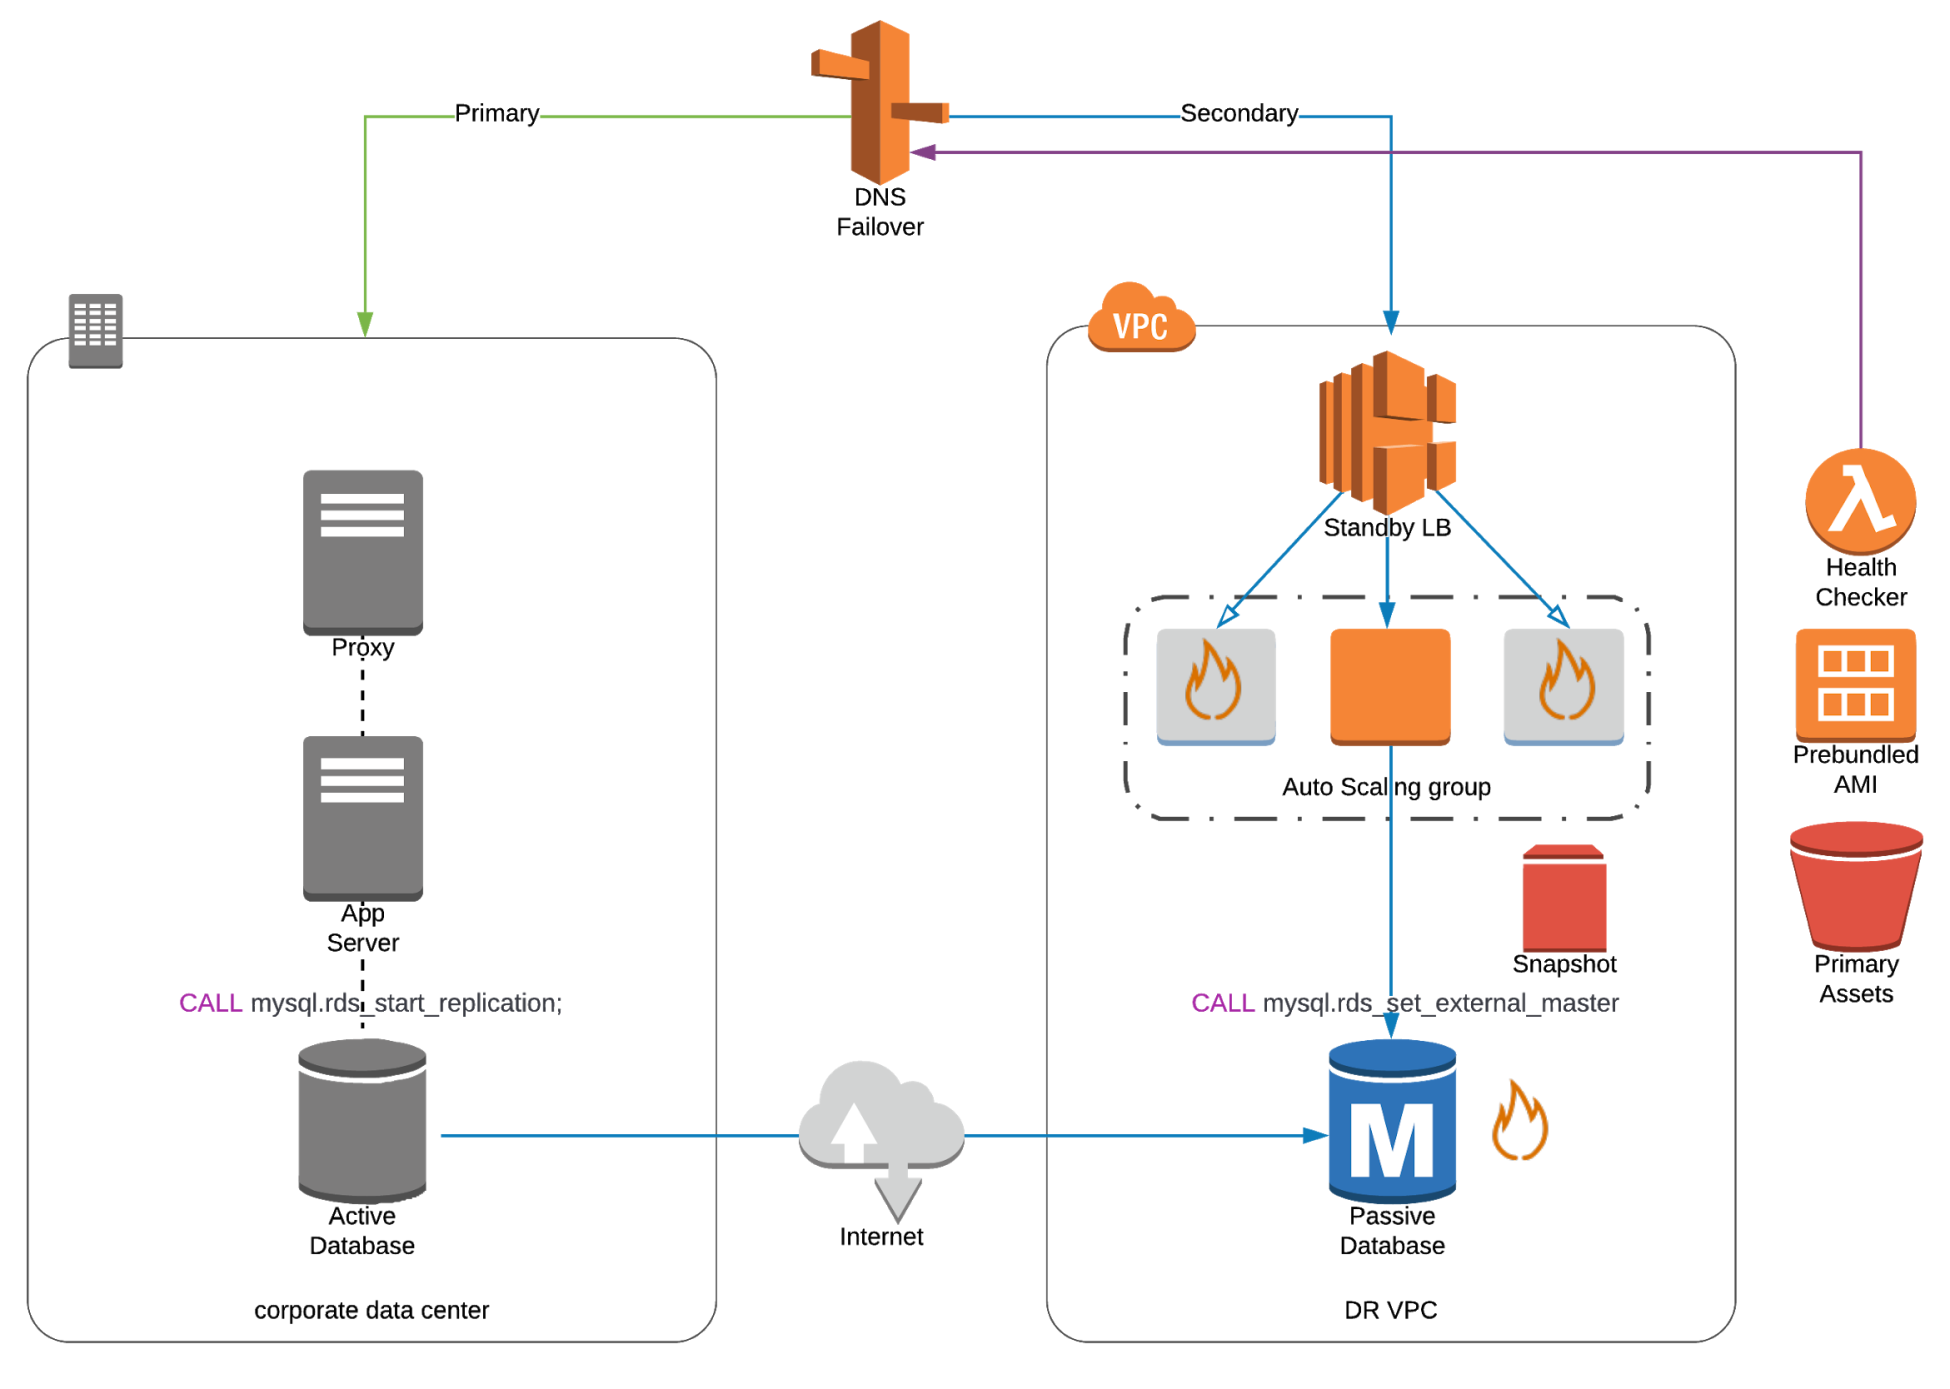 Primary
Secondary
DNS
Failover
VPC
Standby LB
Health
Checker
Proxy
Prebundled
AMI
Auto Scaling group
App
Server
Snapshot
Primary
Assets
CALL mysql.rds_start_replication;
CALL mysql.rds_set_external_master
M
Active
Database
Internet
Passive
Database
corporate data center
DR VPC